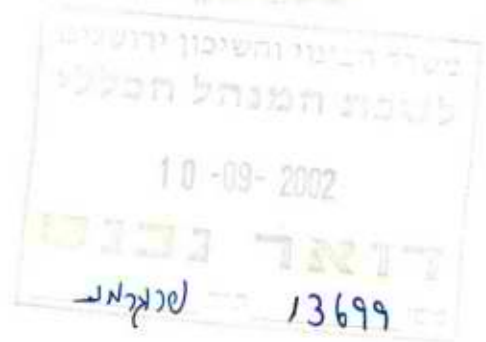 משרד הבינוי והשיכון ירושלים
לשכת המנהל הכללי
10-09-2002
דואר נכנס
13699